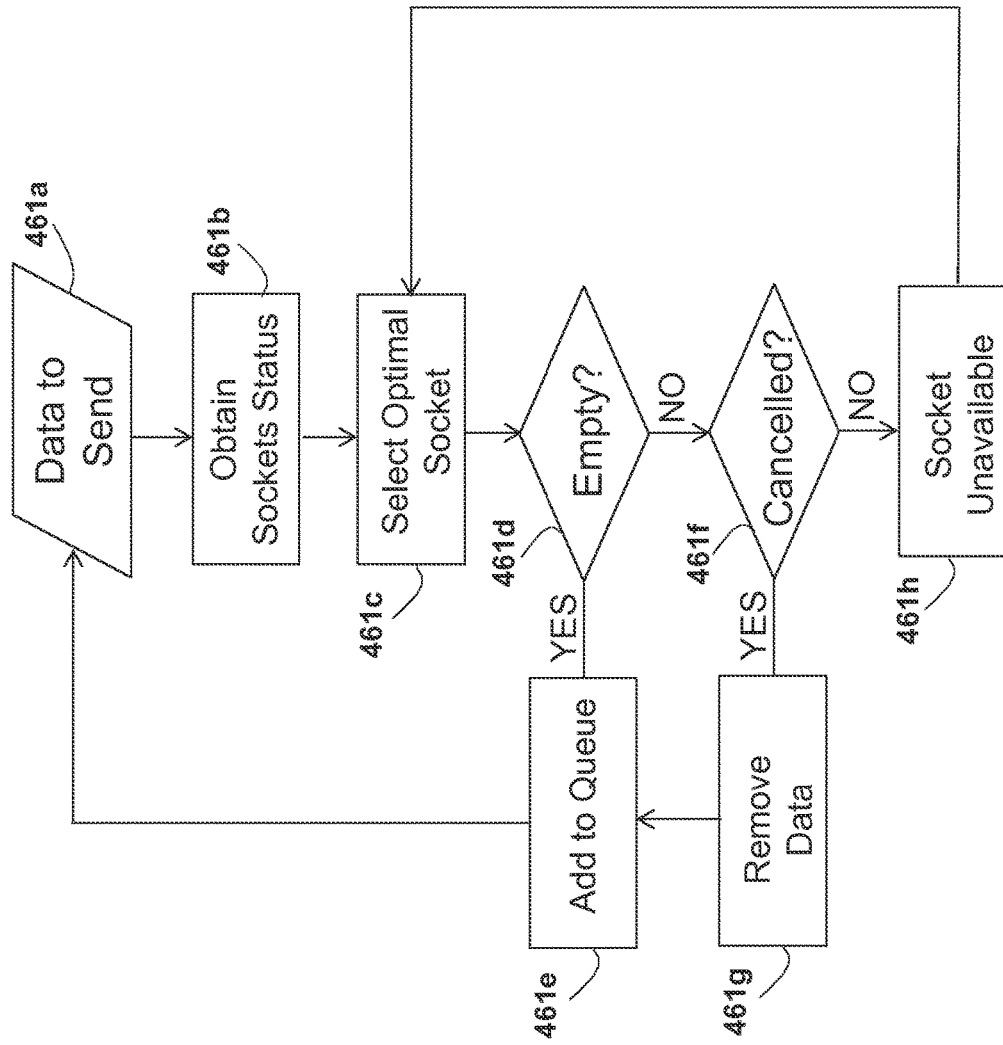 461a
Data to
Send
461b
Obtain
Sockets Status
461c
Select Optimal
Socket
461d
Empty?
YES
NO
461e
Add to Queue
461f
Cancelled?
YES
NO
461g
Remove
Data
461h
Socket
Unavailable